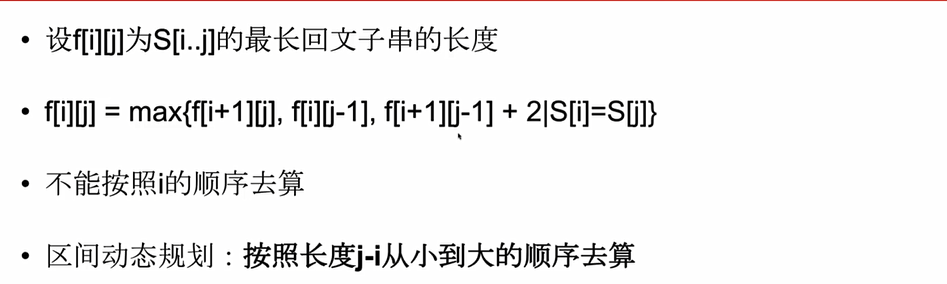 • 设f[i][j]为S[i..j]的最长回文子串的长度
• f[i][j] = max{f[i+1][j], f[i][j-1], f[i+1][j-1] + 2|S[i]=S[j]}
• 不能按照i的顺序去算
• 区间动态规划：按照长度j-i从小到大的顺序去算